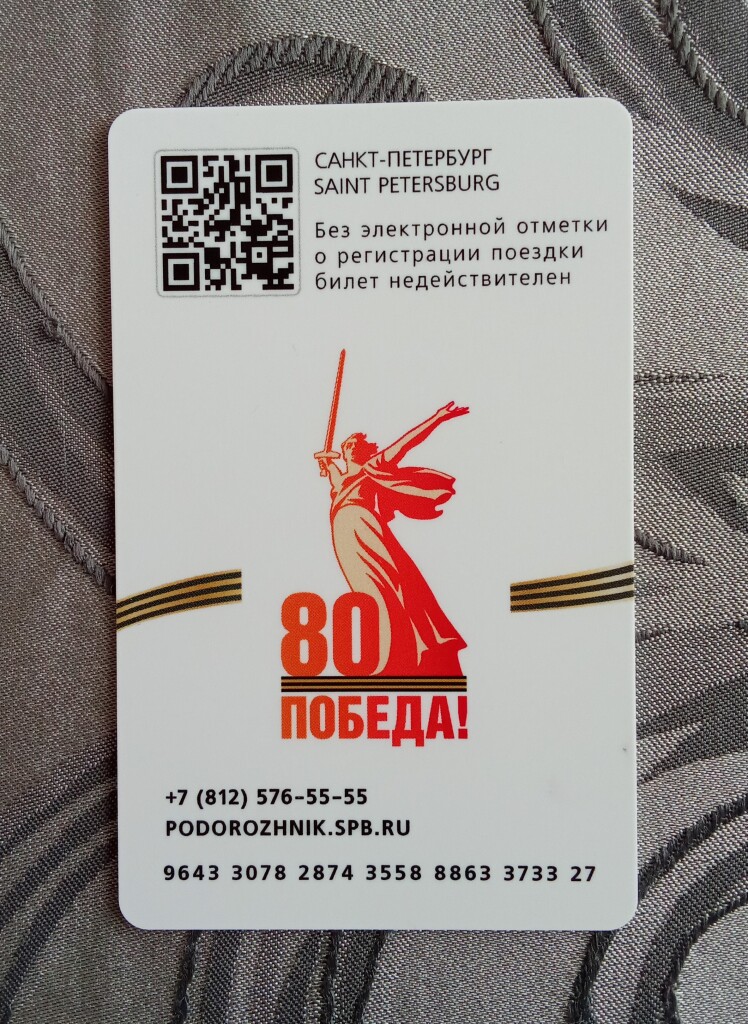 САНКТ-ПЕТЕРБУРГ
SAINT PETERSBURG
Без электронной отметки
о регистрации поездки
билет недействителен
80
ПОБЕДА!
+7 (812) 576-55-55
PODOROZHNIK.SPB.RU
9643 3078 2874 3558 8863 3733 27